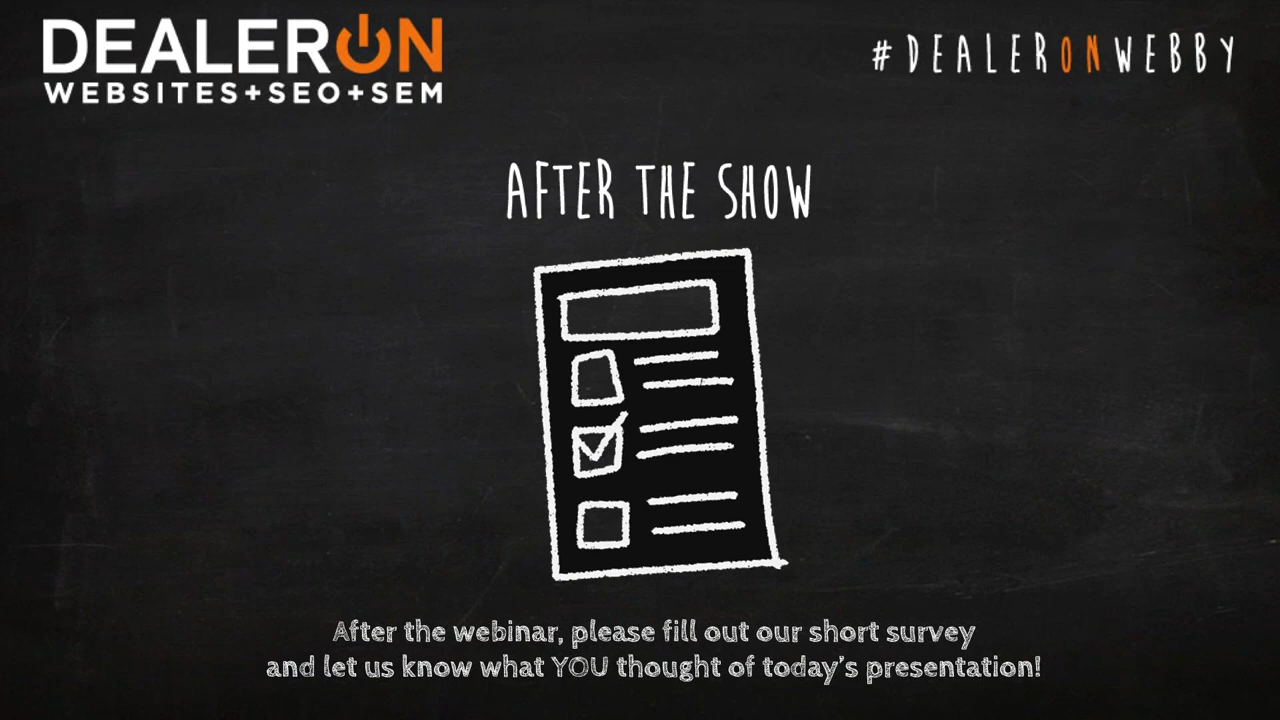 DEALERON
WEBSITES+SEO+SEM
#DEALERONWEBBY
AFTER THE SHOW
After the webinar, please fill out our short survey
and let us know what YOU thought of today's presentation!